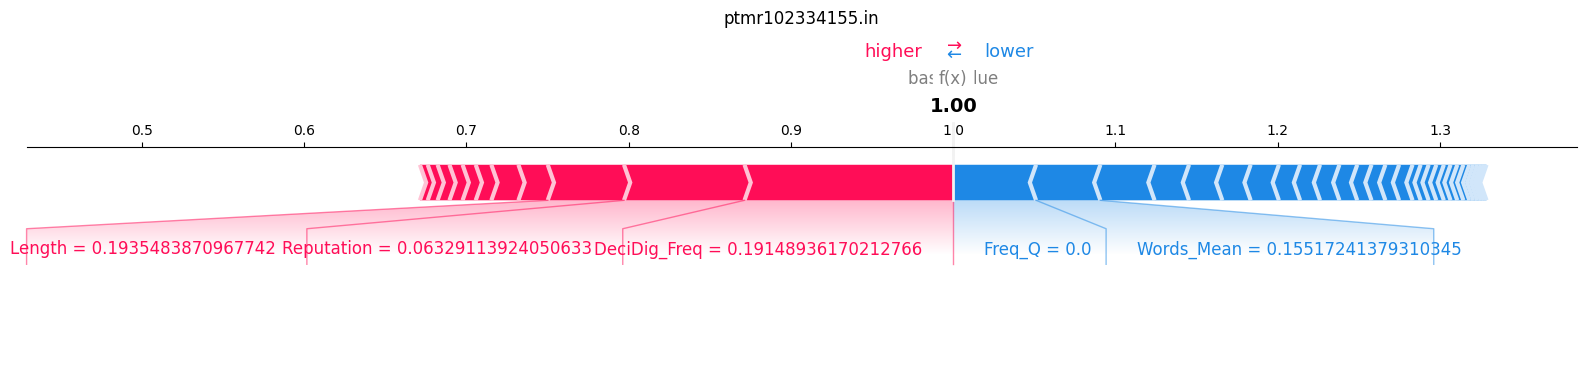 ptmr102334155.in
higher ⇄ lower
f(x)
1.00
0.5 0.6 0.7 0.8 0.9 1.1 1.2 1.3
Length = 0.1935483870967742 Reputation = 0.06329113924050633 DeciDig_Freq = 0.19148936170212766 Freq_Q = 0.0 Words_Mean = 0.15517241379310345